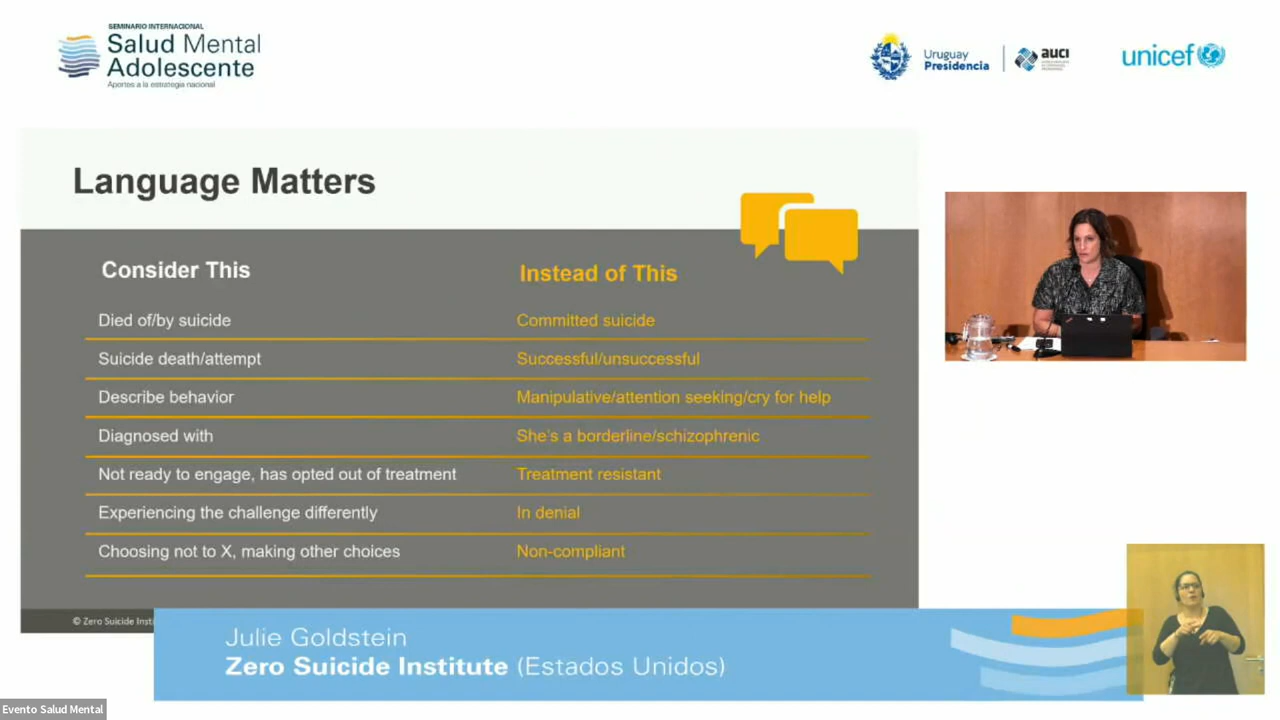 SEMINARIO INTERNACIONAL
Salud Mental
Adolescente
Aportes a la estrategia nacional
Uruguay
Presidencia
AUCI
unicef
Language Matters
Consider This
Instead of This
Died of/by suicide
Committed suicide
Suicide death/attempt
Successful/unsuccessful
Describe behavior
Manipulative/attention seeking/cry for help
Diagnosed with
She's a borderline/schizophrenic
Not ready to engage, has opted out of treatment
Treatment resistant
Experiencing the challenge differently
In denial
Choosing not to X, making other choices
Non-compliant
© Zero Suicide Insti
Julie Goldstein
Zero Suicide Institute (Estados Unidos)
Evento Salud Mental